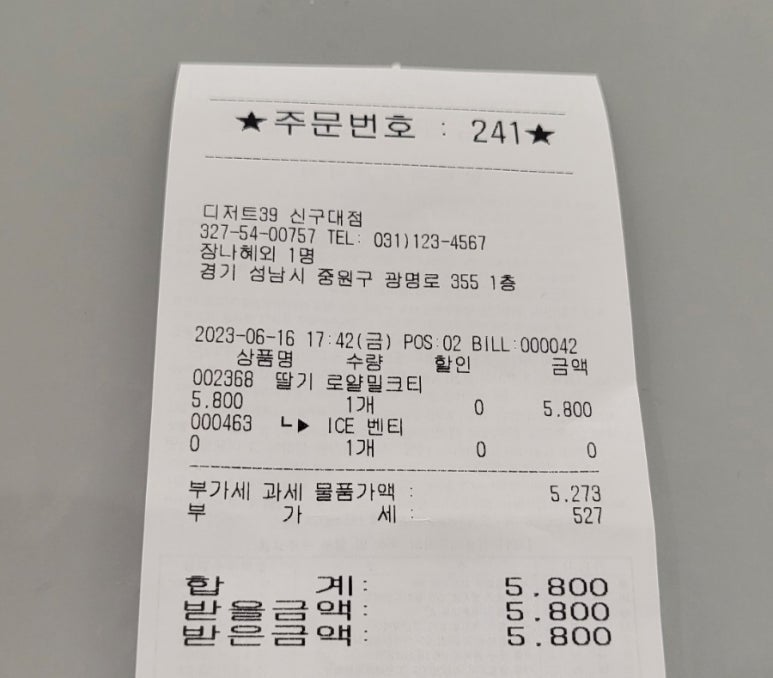 ★주문번호 : 241★
디저트39 신구대점
327-54-00757 TEL: 031)123-4567
장나혜외 1명
경기 성남시 중원구 광명로 355 1층
2023-06-16 17:42(금) POS:02 BILL:000042
상품명 수량 할인 금액
002368 딸기 로얄밀크티
5.800 1개 0 5.800
000463 ┗▶ ICE 벤티
0 1개 0 0
부가세 과세 물품가액 : 5.273
부 가 세 : 527
합 계: 5.800
받을금액: 5.800
받은금액: 5.800